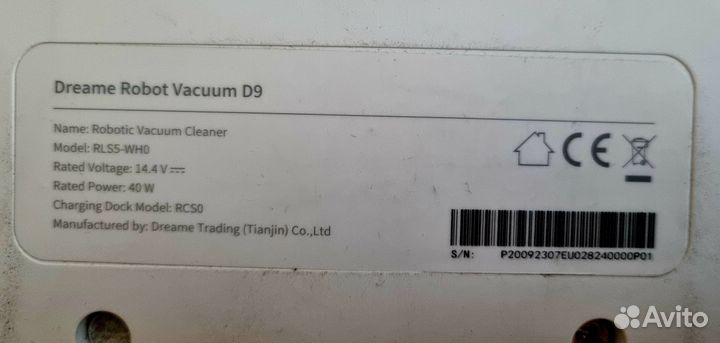 Dreame Robot Vacuum D9
Name: Robotic Vacuum Cleaner
Model: RLS5-WH0
Rated Voltage: 14.4 V⎓
Rated Power: 40 W
Charging Dock Model: RCS0
Manufactured by: Dreame Trading (Tianjin) Co.,Ltd
CE
S/N: P20092307EU028240000P01
Avito